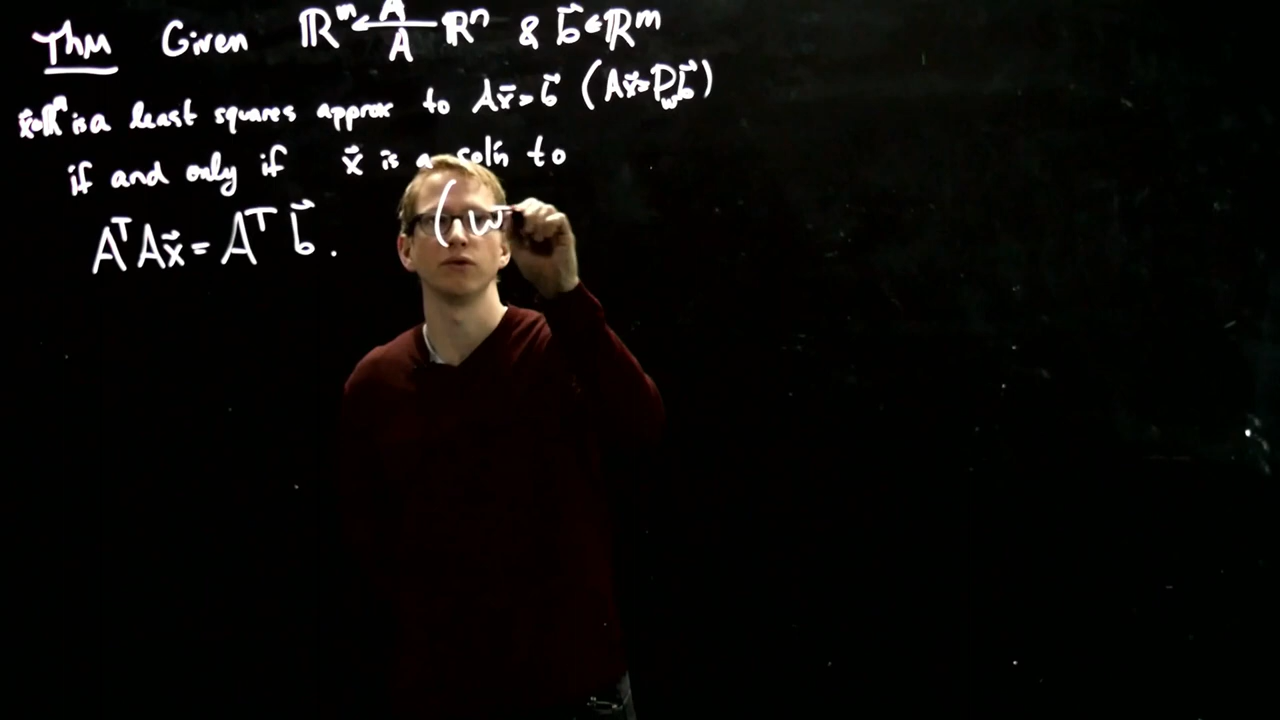 Thm Given ℝᵐ ←A— ℝⁿ & b⃗ ∈ ℝᵐ
A
x⃗∈ℝⁿ is a least squares approx to Ax⃗=b⃗ (Ax⃗=P_w b⃗)
if and only if x⃗ is a soln to
(w
AᵀAx⃗ = Aᵀ b⃗.